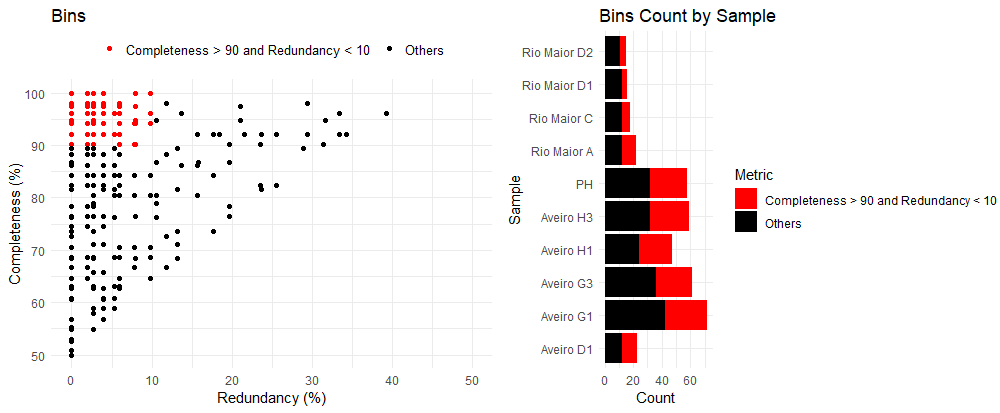 Bins
Completeness > 90 and Redundancy < 10
Others
Completeness (%)
100
90
80
70
60
50
0
10
20
30
40
50
Redundancy (%)
Bins Count by Sample
Sample
Rio Maior D2
Rio Maior D1
Rio Maior C
Rio Maior A
PH
Aveiro H3
Aveiro H1
Aveiro G3
Aveiro G1
Aveiro D1
0
20
40
60
Count
Metric
Completeness > 90 and Redundancy < 10
Others